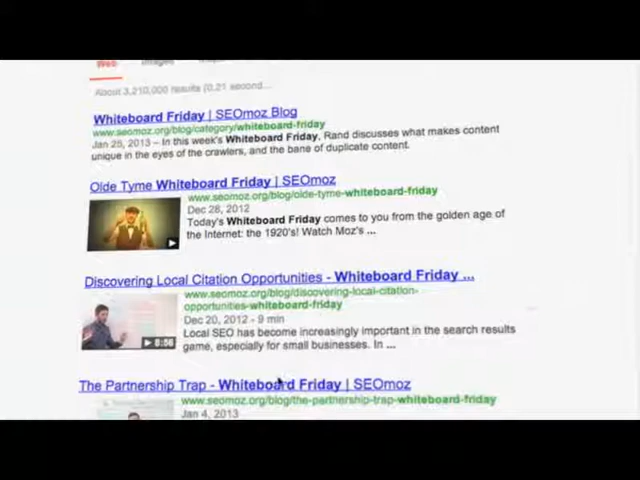 Web Images
About 3,210,000 results (0.21 second...
Whiteboard Friday | SEOmoz Blog
www.seomoz.org/blog/category/whiteboard-friday
Jan 25, 2013 – In this week's Whiteboard Friday, Rand discusses what makes content
unique in the eyes of the crawlers, and the bane of duplicate content.
Olde Tyme Whiteboard Friday | SEOmoz
www.seomoz.org/blog/olde-tyme-whiteboard-friday
Dec 28, 2012
Today's Whiteboard Friday comes to you from the golden age of
the Internet: the 1920's! Watch Moz's ...
Discovering Local Citation Opportunities - Whiteboard Friday ...
www.seomoz.org/blog/discovering-local-citation-
opportunities-whiteboard-friday
Dec 20, 2012 - 9 min
8:56
Local SEO has become increasingly important in the search results
game, especially for small businesses. In ...
The Partnership Trap - Whiteboard Friday | SEOmoz
www.seomoz.org/blog/the-partnership-trap-whiteboard-friday
Jan 4, 2013